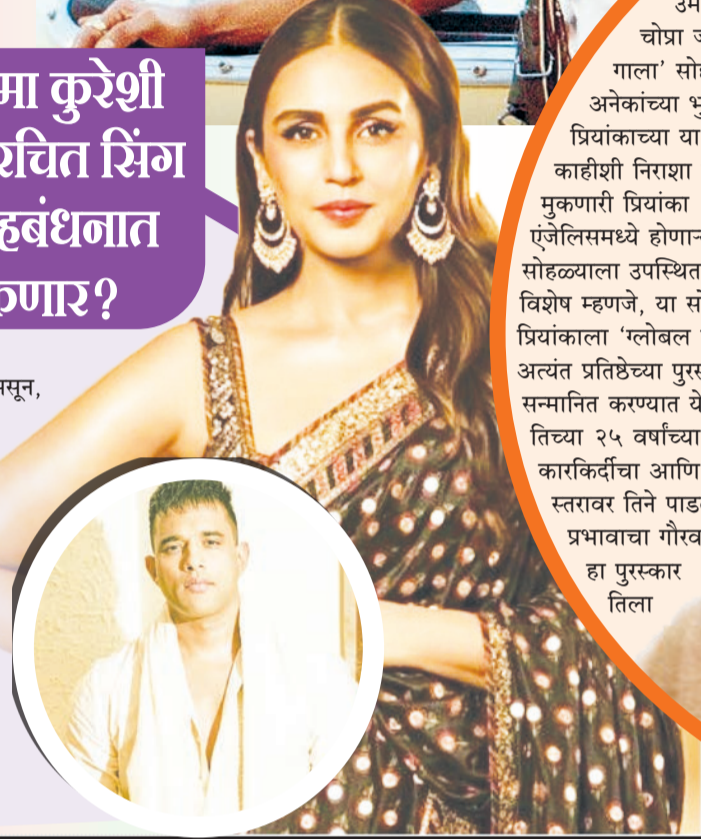 मा कुरेशी
रचित सिंग
हबंधनात
कणार?
सून,
उम
चोप्रा ज
गाला’ सोह
अनेकांच्या भु
प्रियांकाच्या या
काहीशी निराशा
मुकणारी प्रियांका
एंजेलिसमध्ये होणाऱ
सोहळ्याला उपस्थित
विशेष म्हणजे, या सो
प्रियांकाला ‘ग्लोबल
अत्यंत प्रतिष्ठेच्या पुरस
सन्मानित करण्यात ये
तिच्या २५ वर्षांच्या
कारकिर्दीचा आणि
स्तरावर तिने पाड
प्रभावाचा गौरव
हा पुरस्कार
तिला